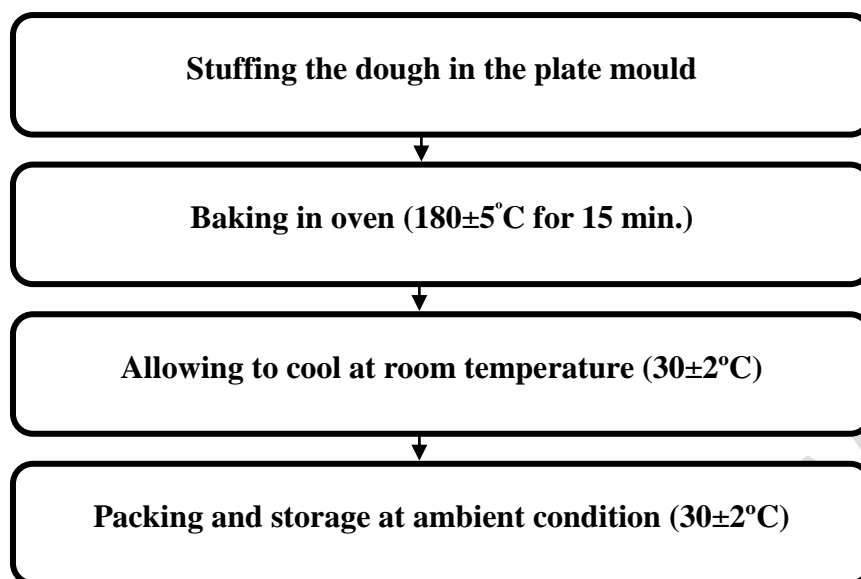 Stuffing the dough in the plate mould
Baking in oven (180±5°C for 15 min.)
Allowing to cool at room temperature (30±2ºC)
Packing and storage at ambient condition (30±2ºC)